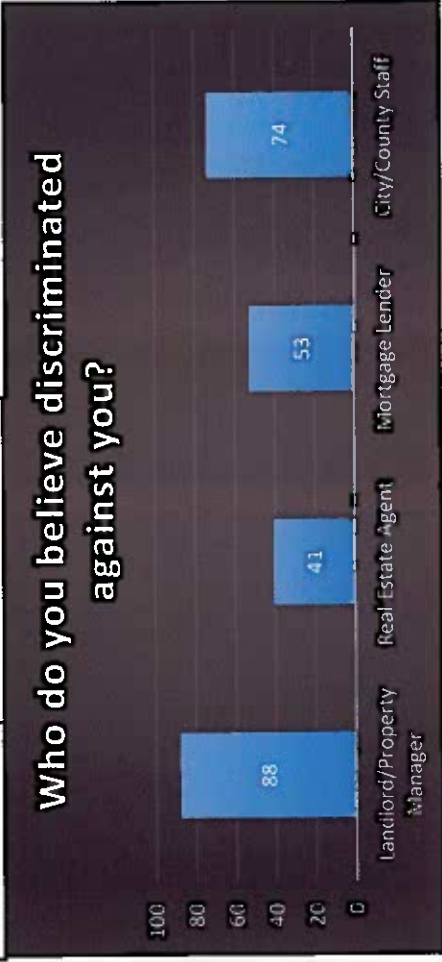 Who do you believe discriminated
against you?
100
80
60
40
20
0
88
41
53
74
Landlord/Property
Manager
Real Estate Agent
Mortgage Lender
City/County Staff